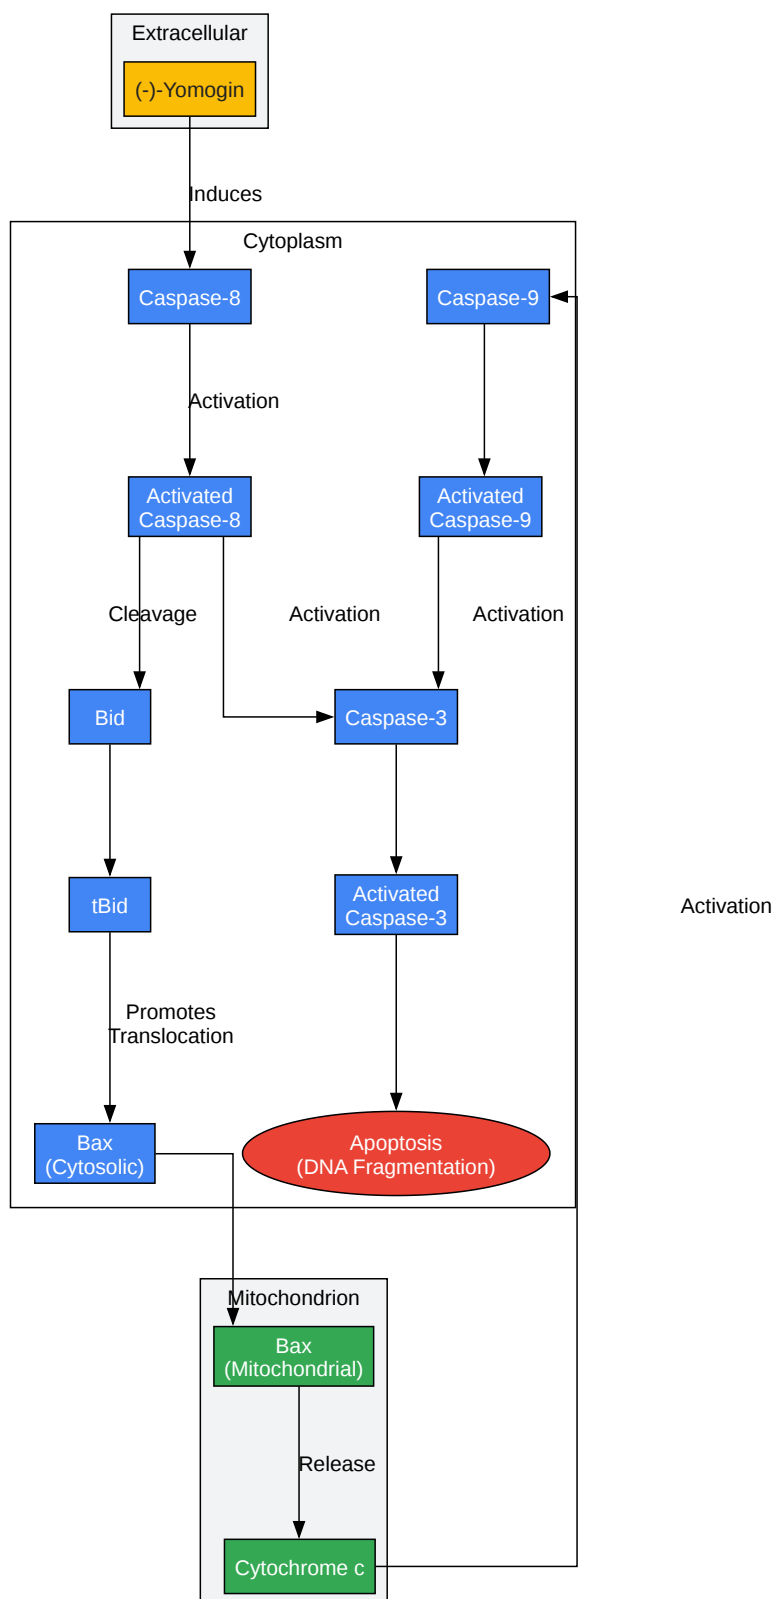 Extracellular
(-)-Yomogin
Induces
Cytoplasm
Caspase-8
Caspase-9
Activation
Activated
Caspase-8
Activated
Caspase-9
Cleavage
Activation
Activation
Bid
Caspase-3
tBid
Activated
Caspase-3
Activation
Promotes
Translocation
Bax
(Cytosolic)
Apoptosis
(DNA Fragmentation)
Mitochondrion
Bax
(Mitochondrial)
Release
Cytochrome c